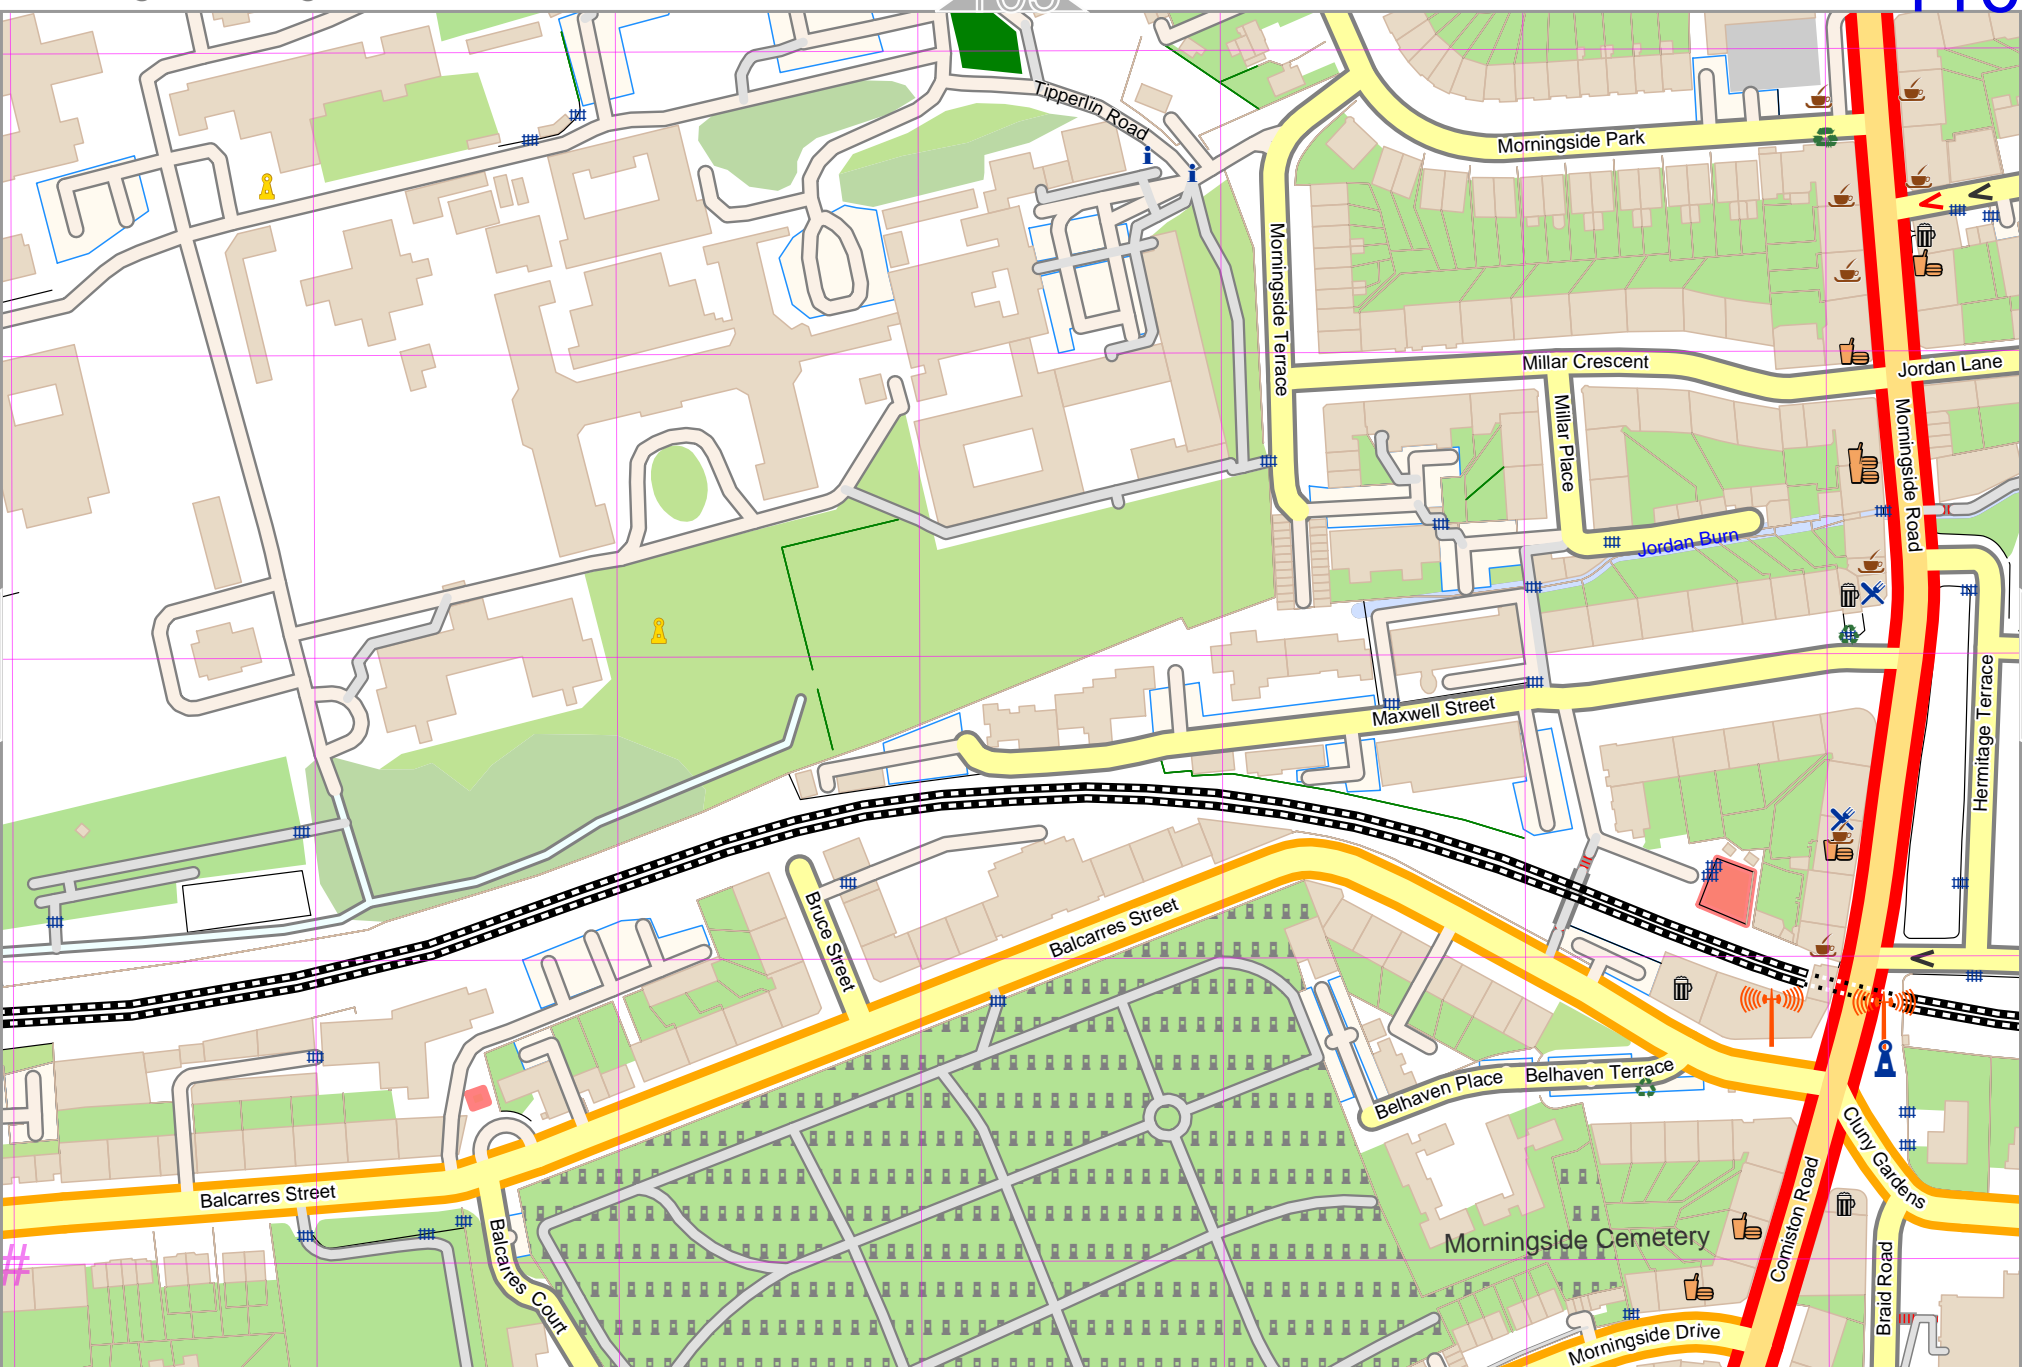 105
Tipperlin Road
Morningside Park
Morningside Terrace
Millar Crescent
Jordan Lane
Millar Place
Morningside Road
Jordan Burn
Maxwell Street
Hermitage Terrace
Bruce Street
Balcarres Street
Belhaven Place
Belhaven Terrace
Cluny Gardens
Balcarres Street
Balcarres Court
Morningside Cemetery
Comiston Road
Braid Road
Morningside Drive
#